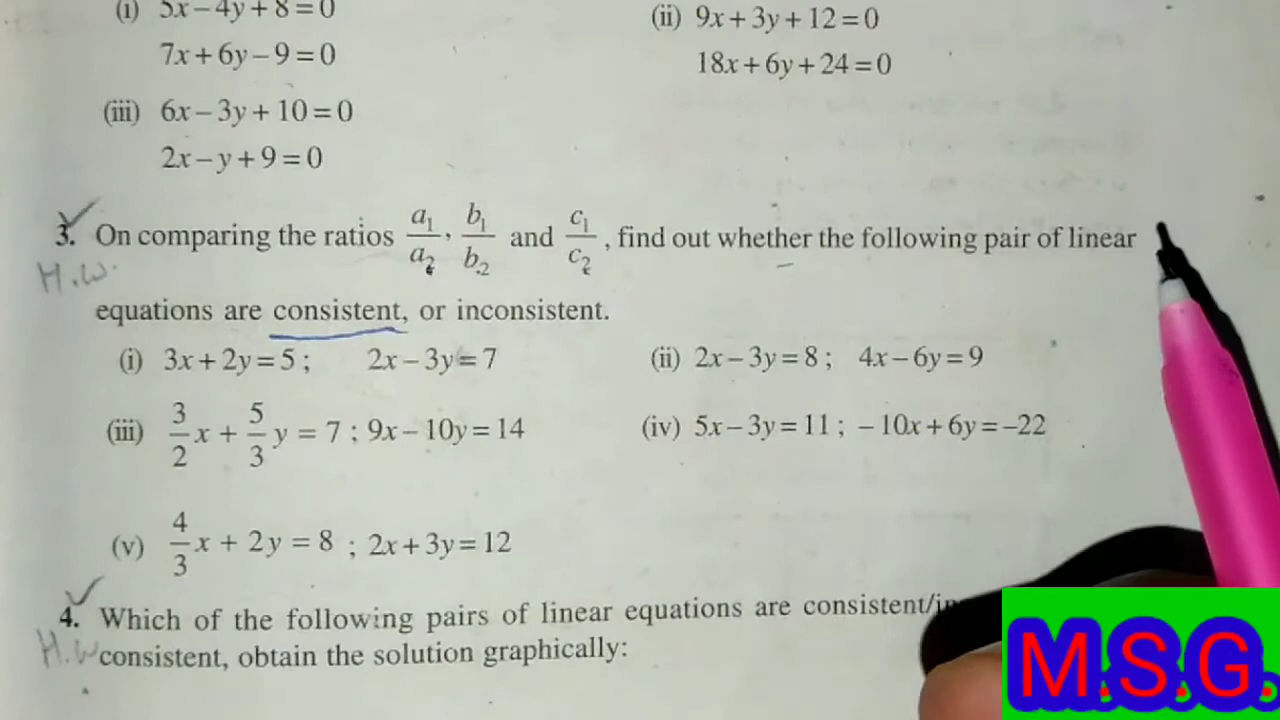 (i) 5x – 4y + 8 = 0 (ii) 9x + 3y + 12 = 0
7x + 6y – 9 = 0 18x + 6y + 24 = 0
(iii) 6x – 3y + 10 = 0
2x – y + 9 = 0
3. On comparing the ratios a₁/a₂, b₁/b₂ and c₁/c₂, find out whether the following pair of linear
H.W.
equations are consistent, or inconsistent.
(i) 3x + 2y = 5 ; 2x – 3y = 7 (ii) 2x – 3y = 8 ; 4x – 6y = 9
(iii) 3/2 x + 5/3 y = 7 ; 9x – 10y = 14 (iv) 5x – 3y = 11 ; – 10x + 6y = –22
(v) 4/3 x + 2y = 8 ; 2x + 3y = 12
4. Which of the following pairs of linear equations are consistent/
H.W consistent, obtain the solution graphically:
M.S.G.